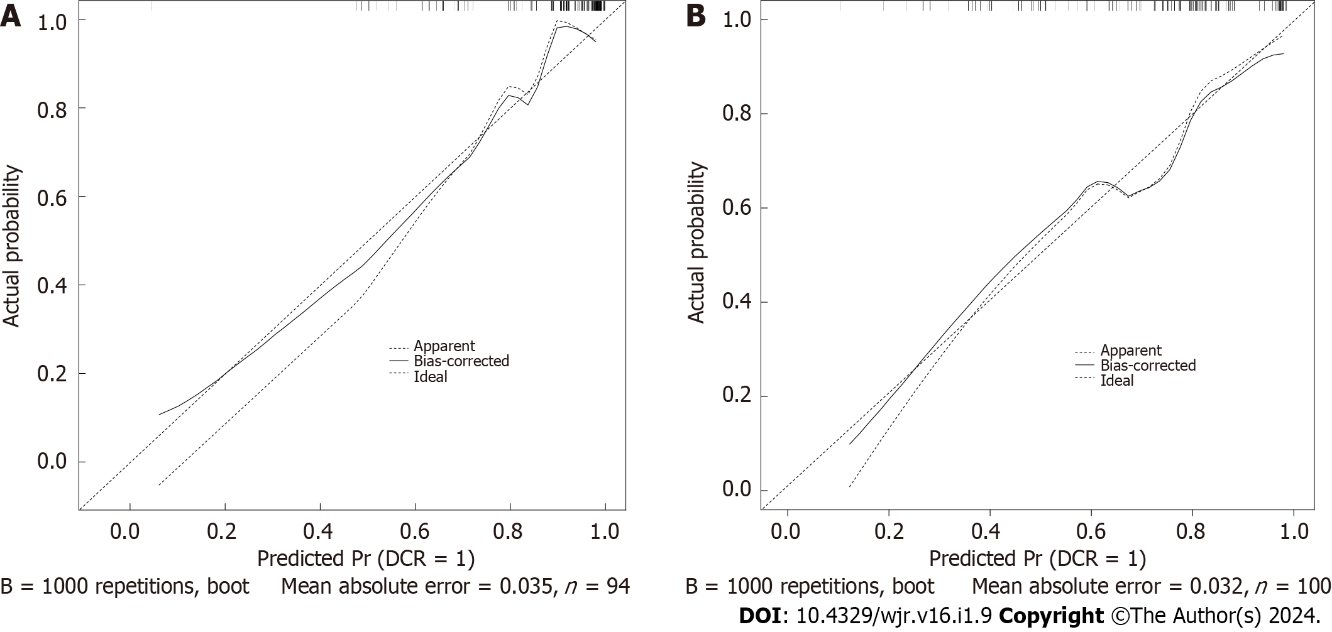 A
1.0
0.8
0.6
0.4
0.2
0.0
Actual probability
Apparent
Bias-corrected
Ideal
0.0 0.2 0.4 0.6 0.8 1.0
Predicted Pr (DCR = 1)
B = 1000 repetitions, boot Mean absolute error = 0.035, n = 94
B
1.0
0.8
0.6
0.4
0.2
0.0
Actual probability
Apparent
Bias-corrected
Ideal
0.0 0.2 0.4 0.6 0.8 1.0
Predicted Pr (DCR = 1)
B = 1000 repetitions, boot Mean absolute error = 0.032, n = 100
DOI: 10.4329/wjr.v16.i1.9 Copyright ©The Author(s) 2024.